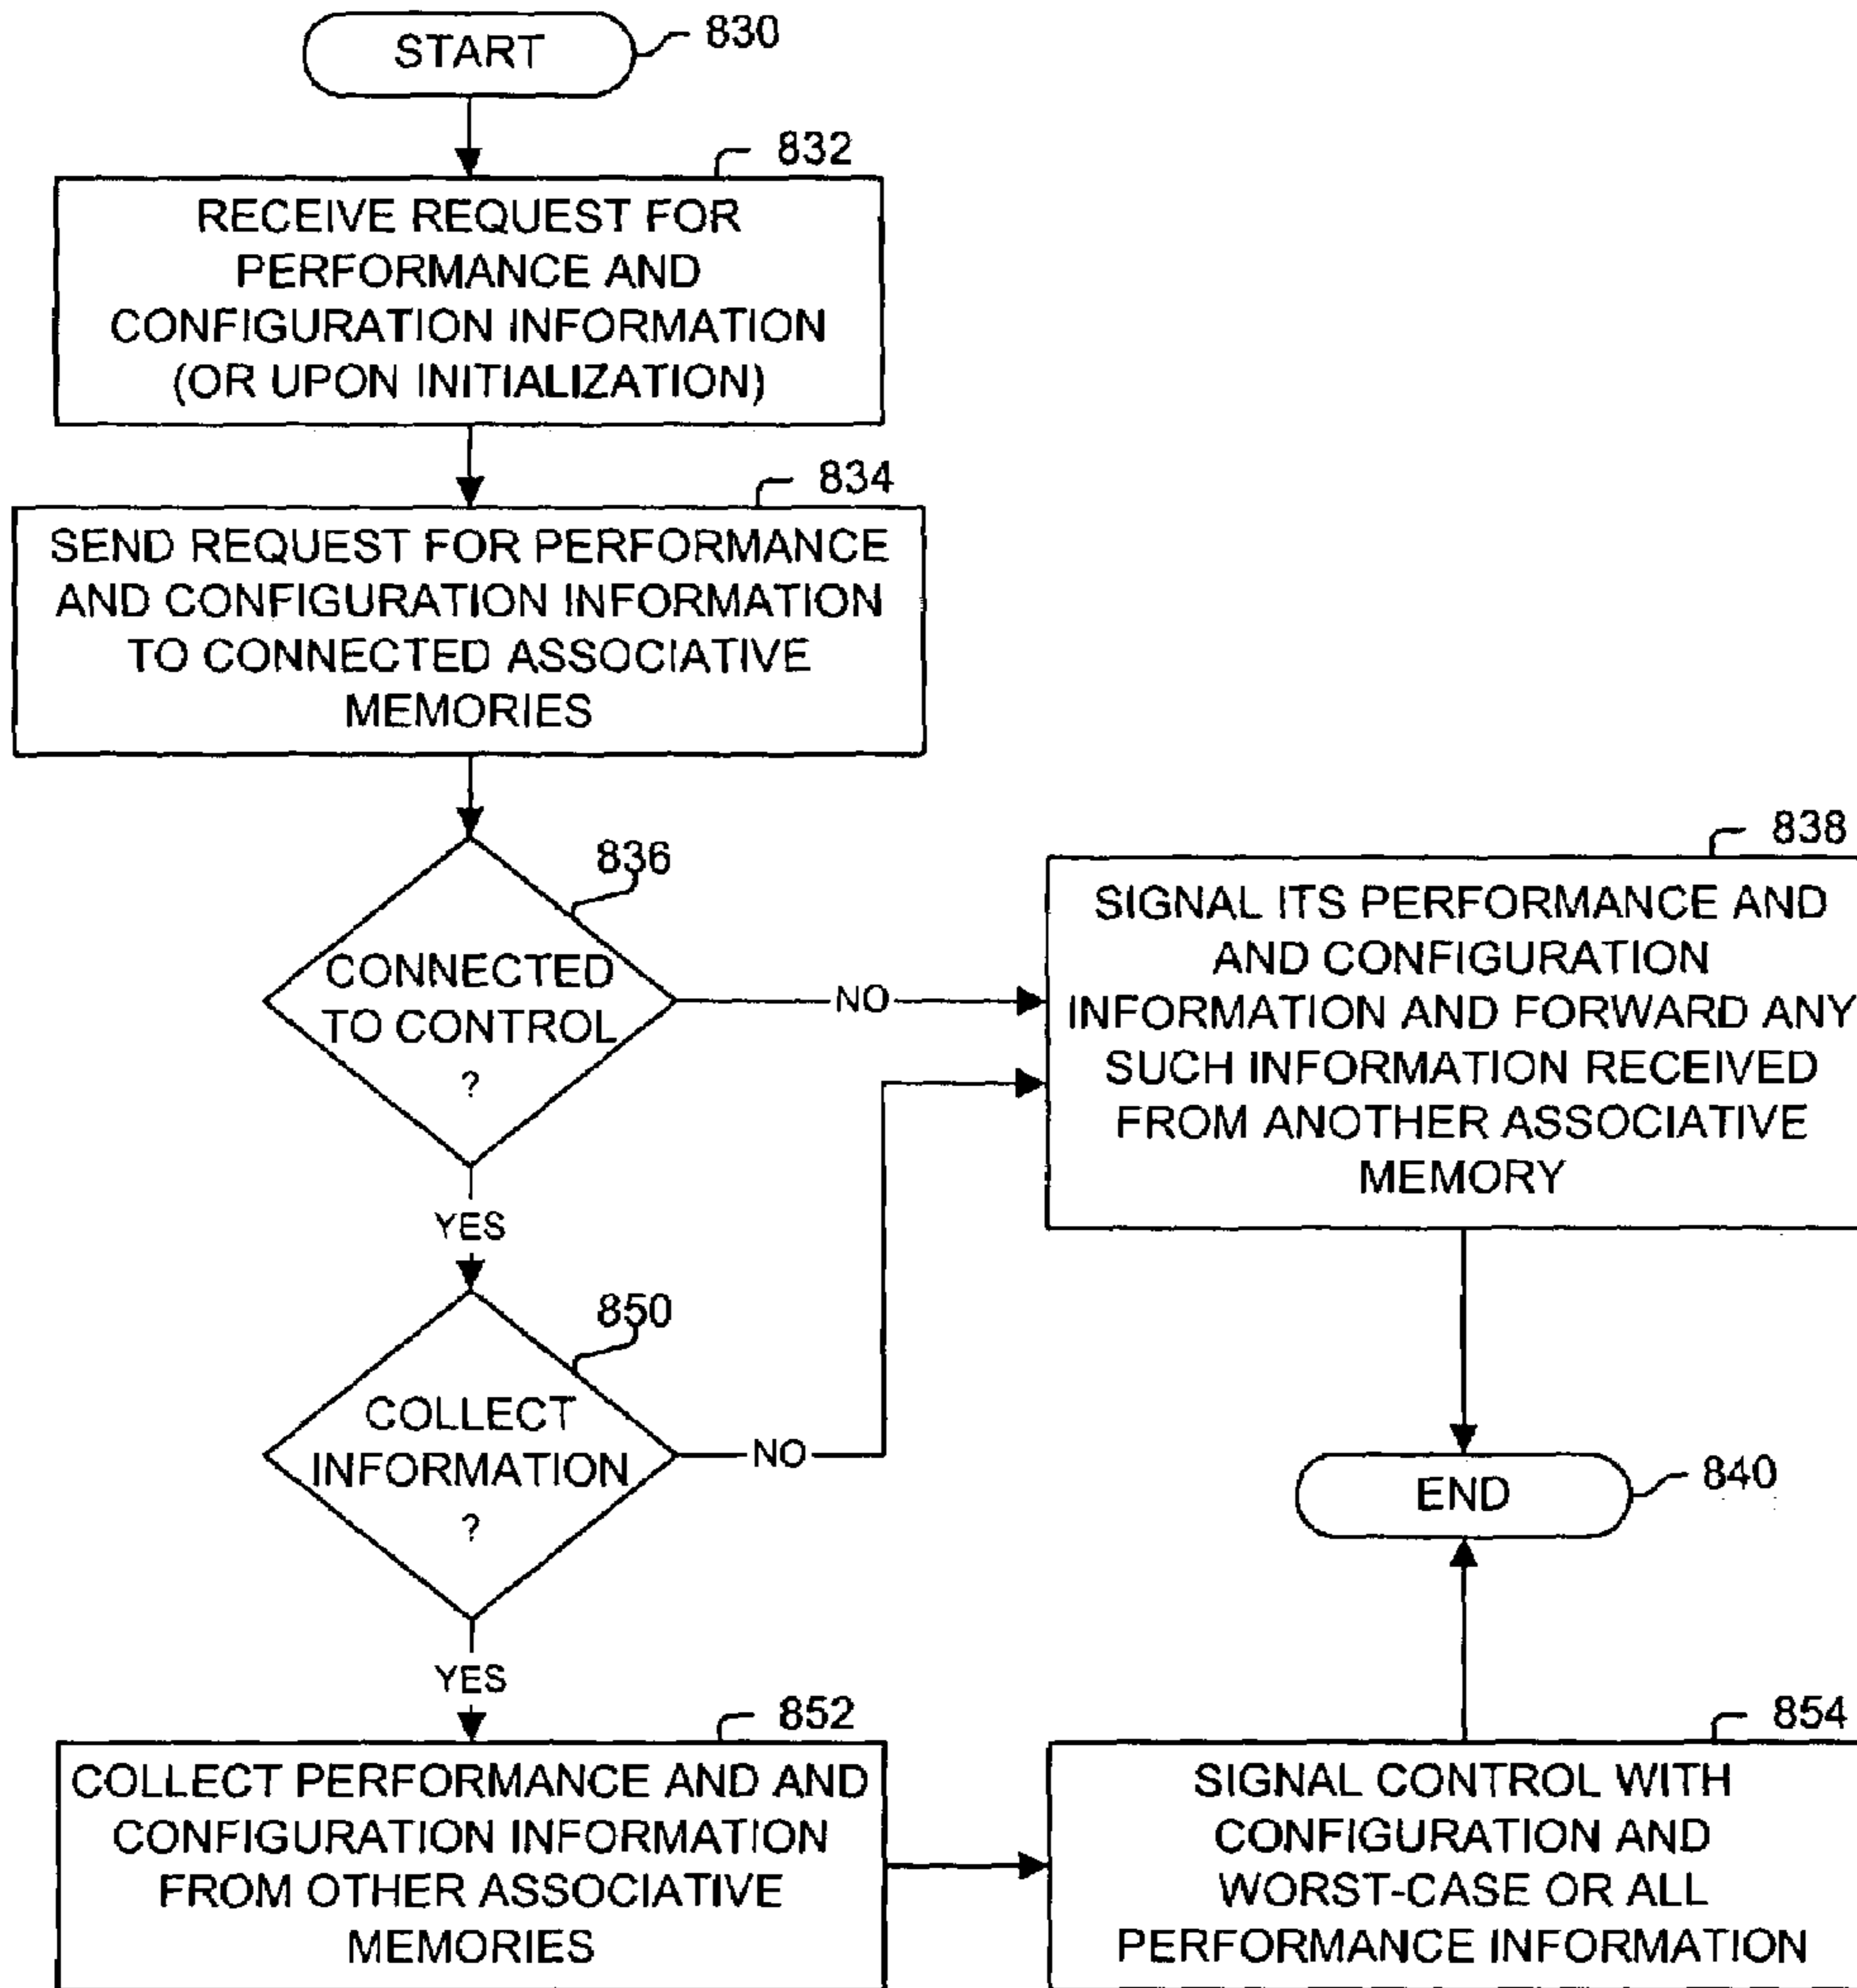 START
830
832
RECEIVE REQUEST FOR
PERFORMANCE AND
CONFIGURATION INFORMATION
(OR UPON INITIALIZATION)
834
SEND REQUEST FOR PERFORMANCE
AND CONFIGURATION INFORMATION
TO CONNECTED ASSOCIATIVE
MEMORIES
836
CONNECTED
TO CONTROL
?
NO
YES
838
SIGNAL ITS PERFORMANCE AND
AND CONFIGURATION
INFORMATION AND FORWARD ANY
SUCH INFORMATION RECEIVED
FROM ANOTHER ASSOCIATIVE
MEMORY
850
COLLECT
INFORMATION
?
NO
YES
END
840
852
COLLECT PERFORMANCE AND AND
CONFIGURATION INFORMATION
FROM OTHER ASSOCIATIVE
MEMORIES
854
SIGNAL CONTROL WITH
CONFIGURATION AND
WORST-CASE OR ALL
PERFORMANCE INFORMATION